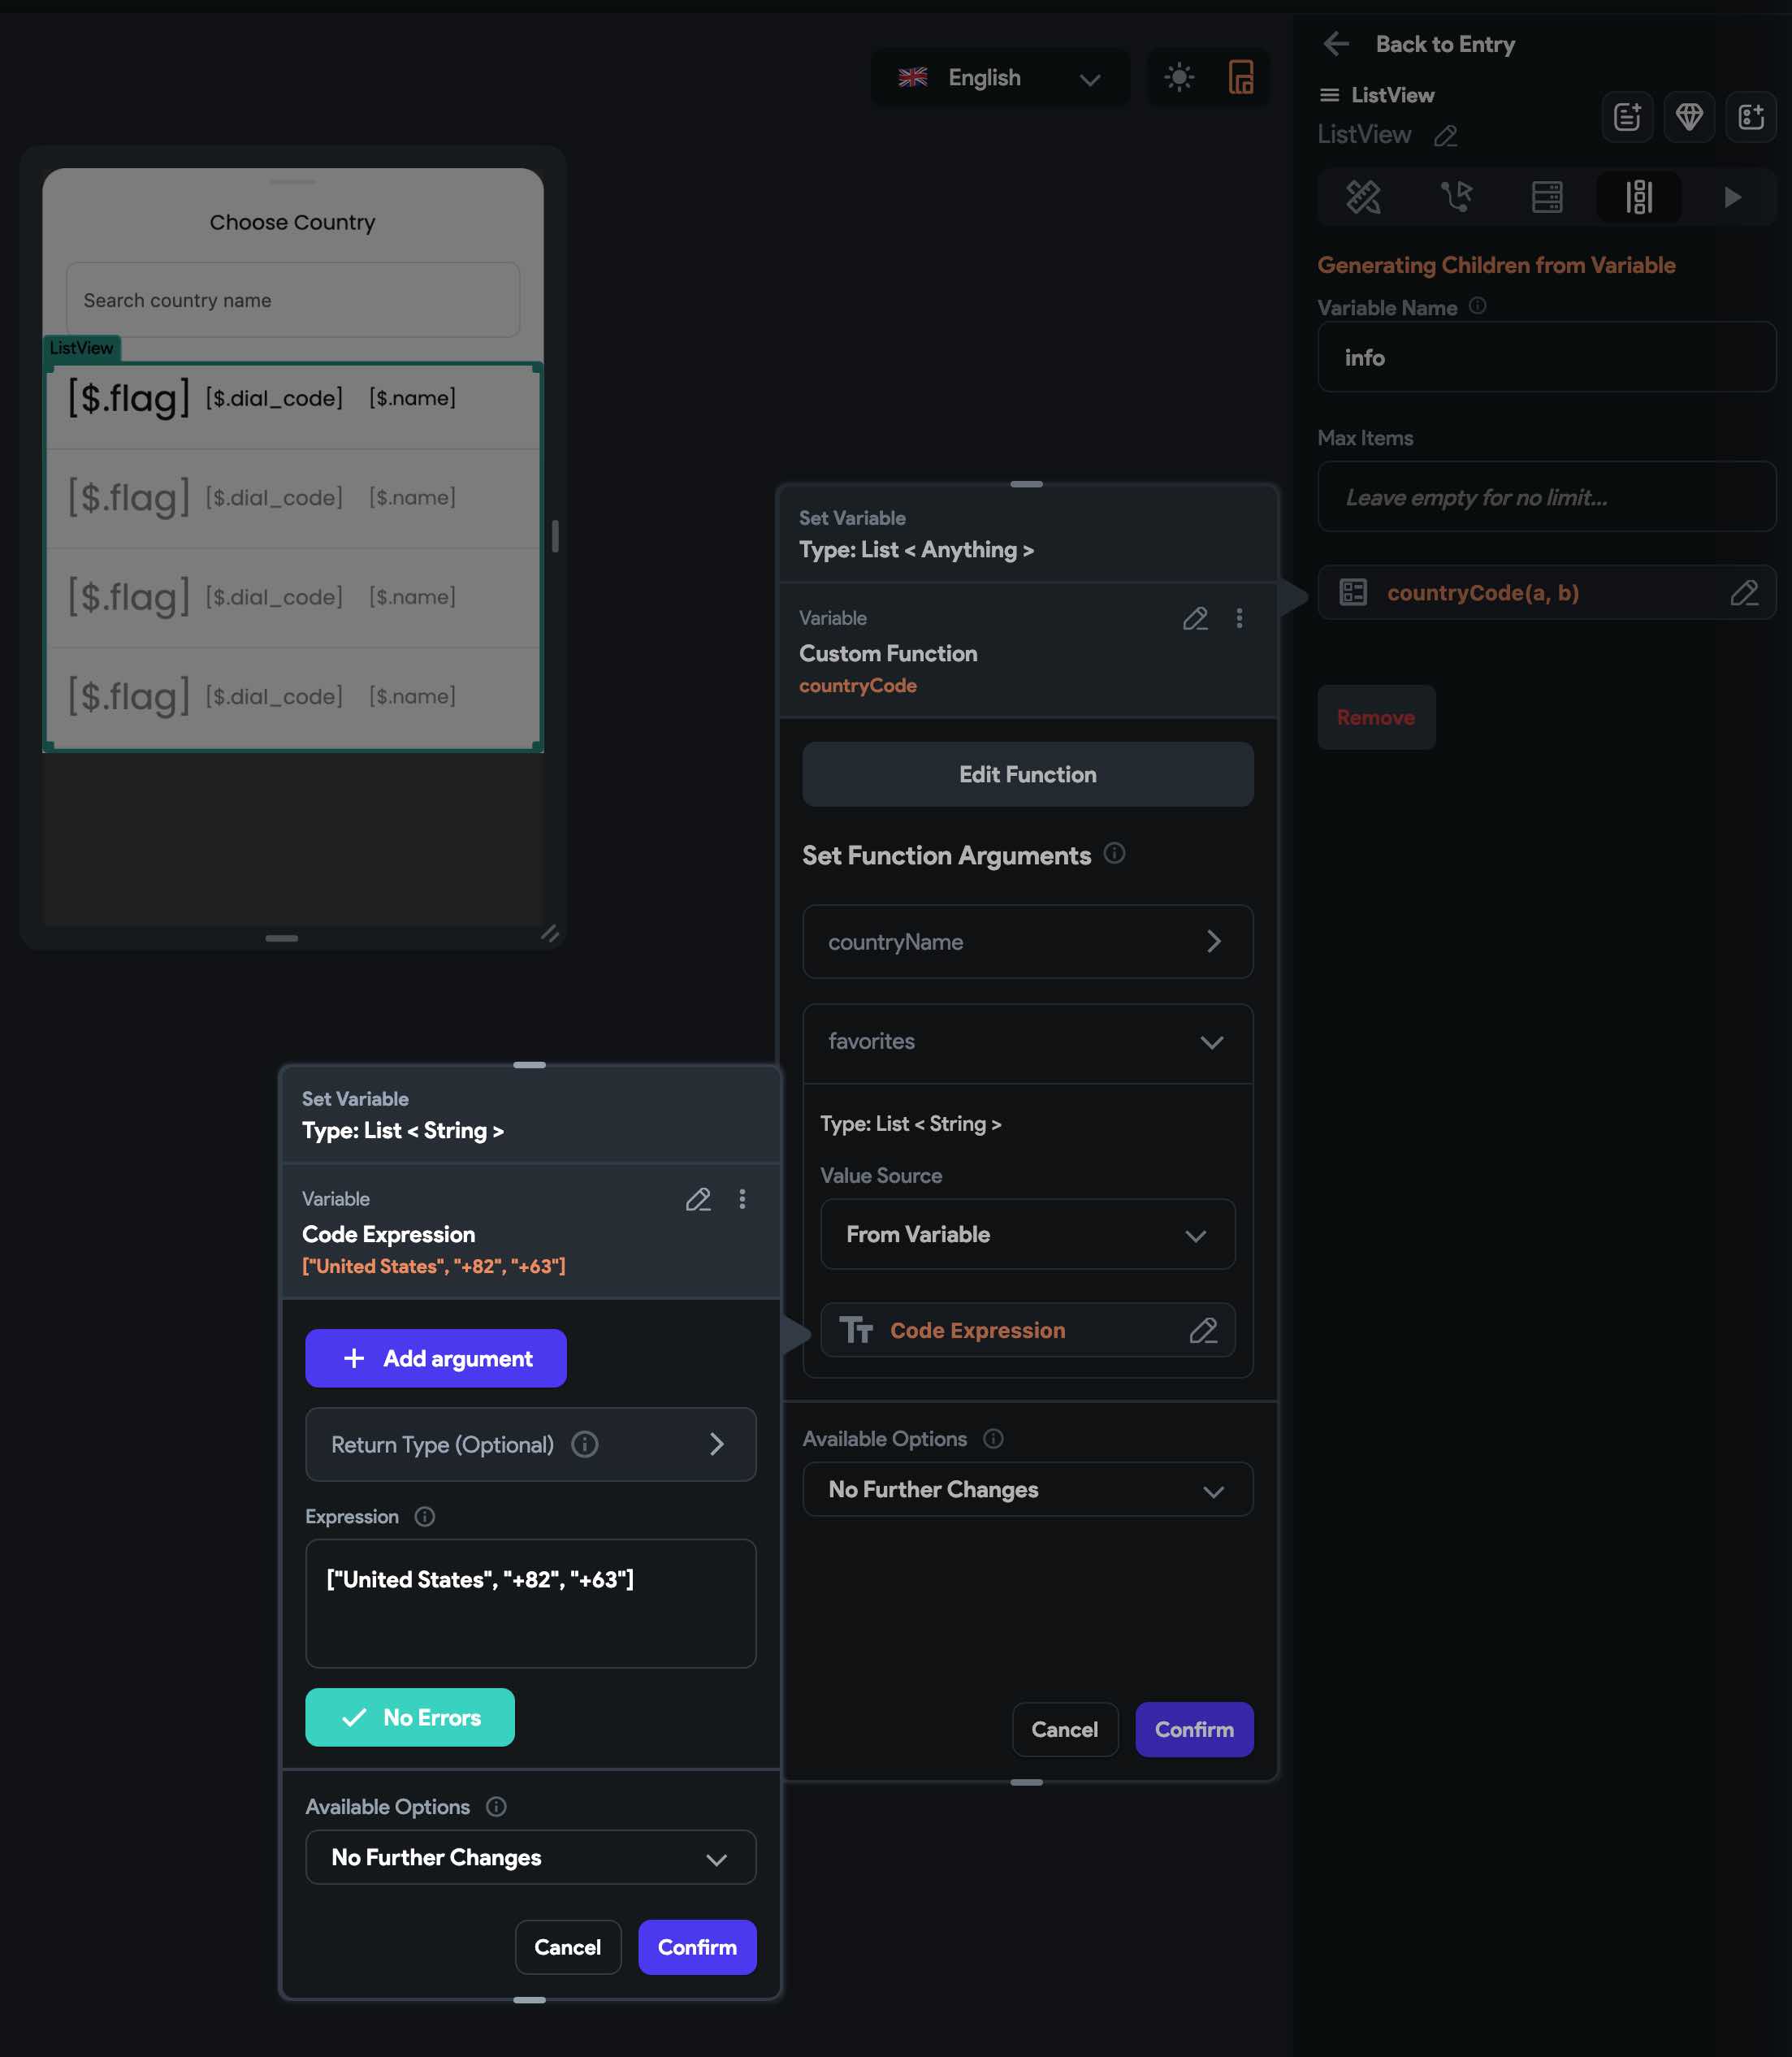 English
Back to Entry
ListView
ListView
Generating Children from Variable
Variable Name
info
Max Items
Leave empty for no limit...
countryCode(a, b)
Remove
Choose Country
Search country name
ListView
[$.flag] [$.dial_code] [$.name]
[$.flag] [$.dial_code] [$.name]
[$.flag] [$.dial_code] [$.name]
[$.flag] [$.dial_code] [$.name]
Set Variable
Type: List < Anything >
Variable
Custom Function
countryCode
Edit Function
Set Function Arguments
countryName
favorites
Type: List < String >
Value Source
From Variable
Code Expression
Available Options
No Further Changes
Cancel Confirm
Set Variable
Type: List < String >
Variable
Code Expression
["United States", "+82", "+63"]
+ Add argument
Return Type (Optional)
Expression
["United States", "+82", "+63"]
No Errors
Available Options
No Further Changes
Cancel Confirm